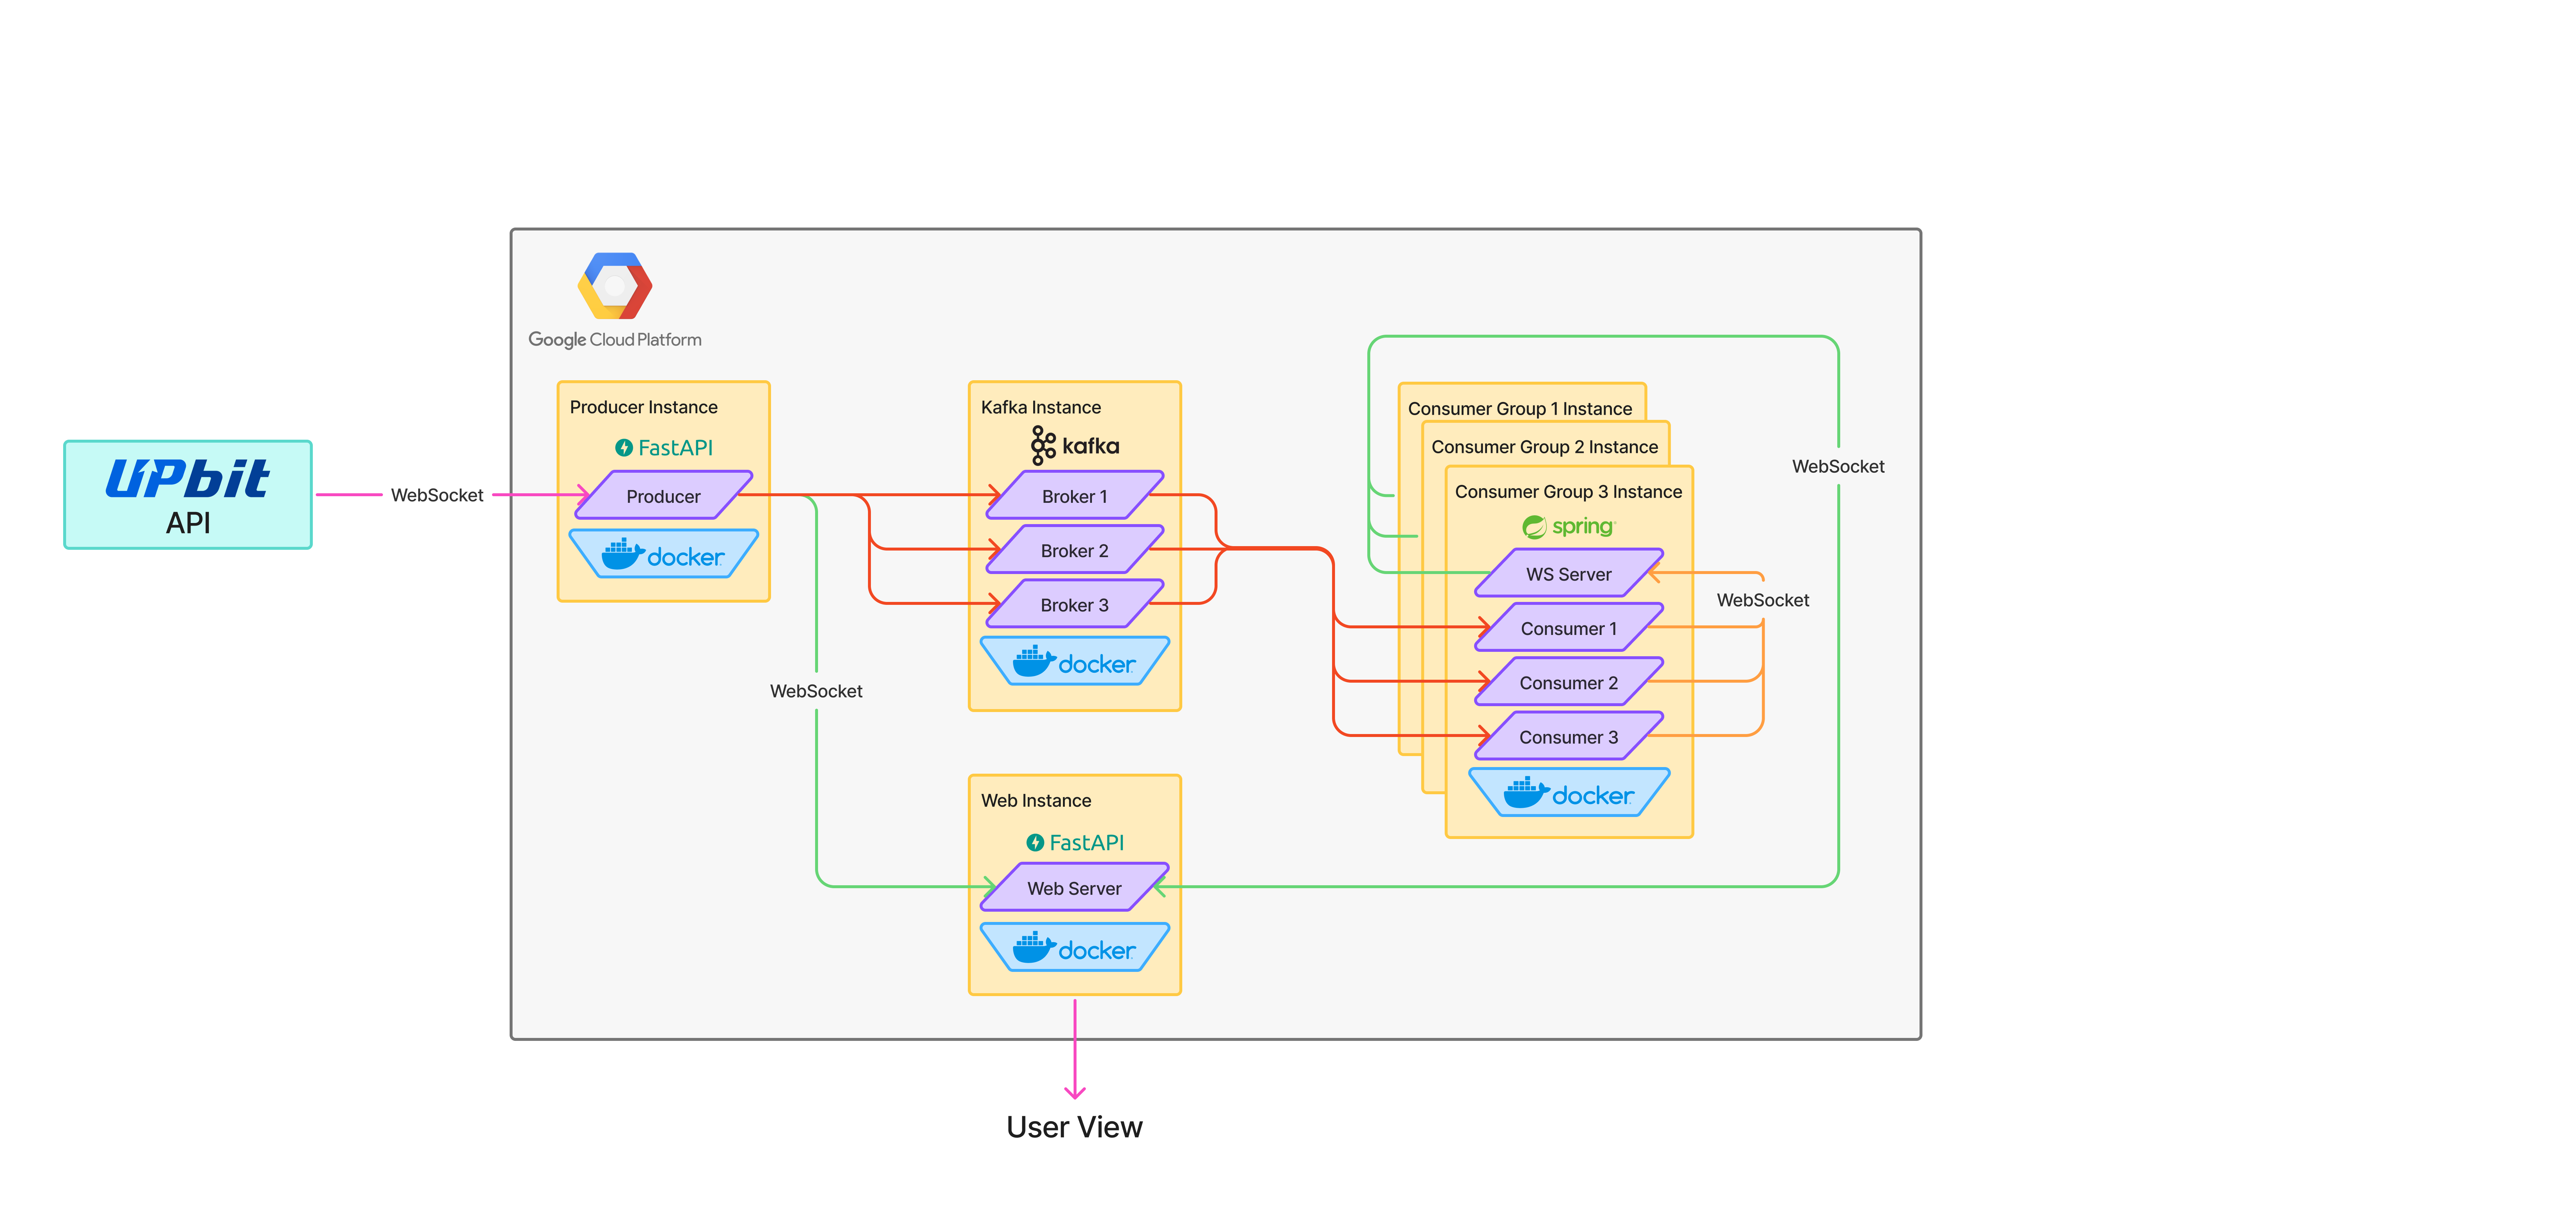 Google Cloud Platform
UPbit
API
WebSocket
Producer Instance
FastAPI
Producer
docker
WebSocket
Kafka Instance
kafka
Broker 1
Broker 2
Broker 3
docker
Web Instance
FastAPI
Web Server
docker
Consumer Group 1 Instance
Consumer Group 2 Instance
Consumer Group 3 Instance
spring
WS Server
Consumer 1
Consumer 2
Consumer 3
docker
WebSocket
WebSocket
User View